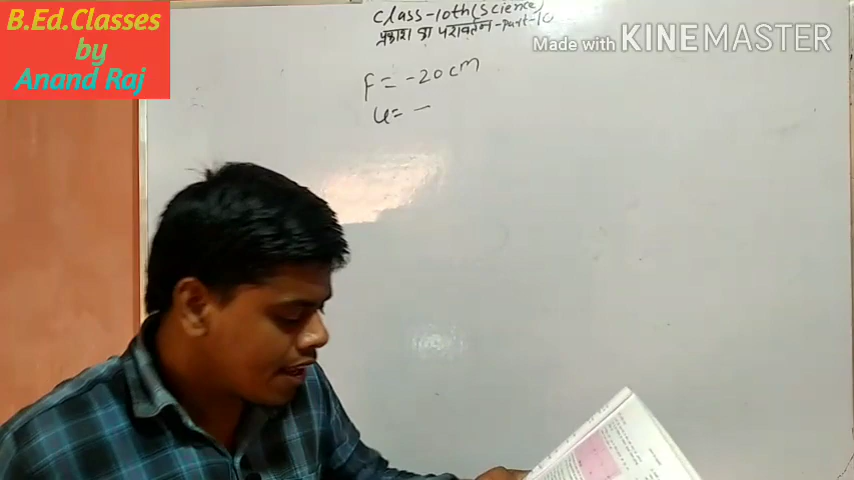 B.Ed.Classes
by
Anand Raj
Class-10th(Science)
प्रकाश का परावर्तन-Part-10
Made with KINEMASTER
f = -20 cm
u= -